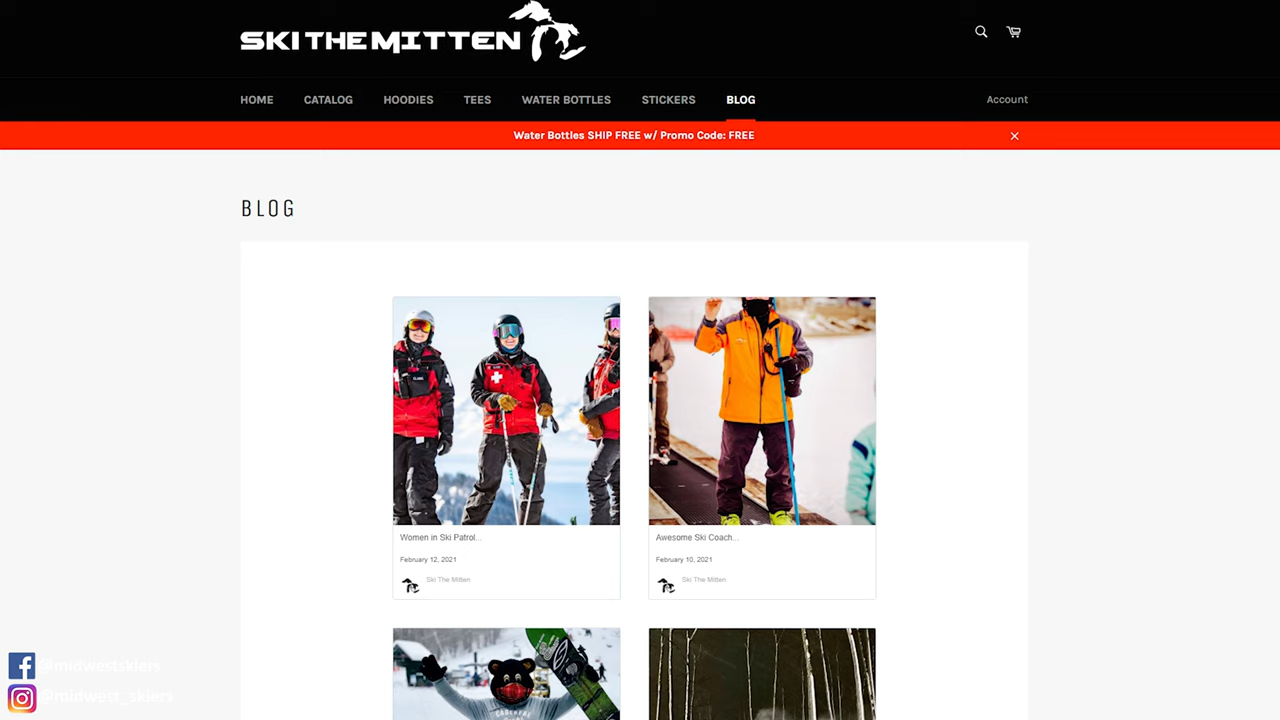 SKI THE MITTEN
HOME CATALOG HOODIES TEES WATER BOTTLES STICKERS BLOG Account
Water Bottles SHIP FREE w/ Promo Code: FREE
BLOG
Women in Ski Patrol...
February 12, 2021
Ski The Mitten
Awesome Ski Coach...
February 10, 2021
Ski The Mitten
@midwestskiers
@midwest_skiers